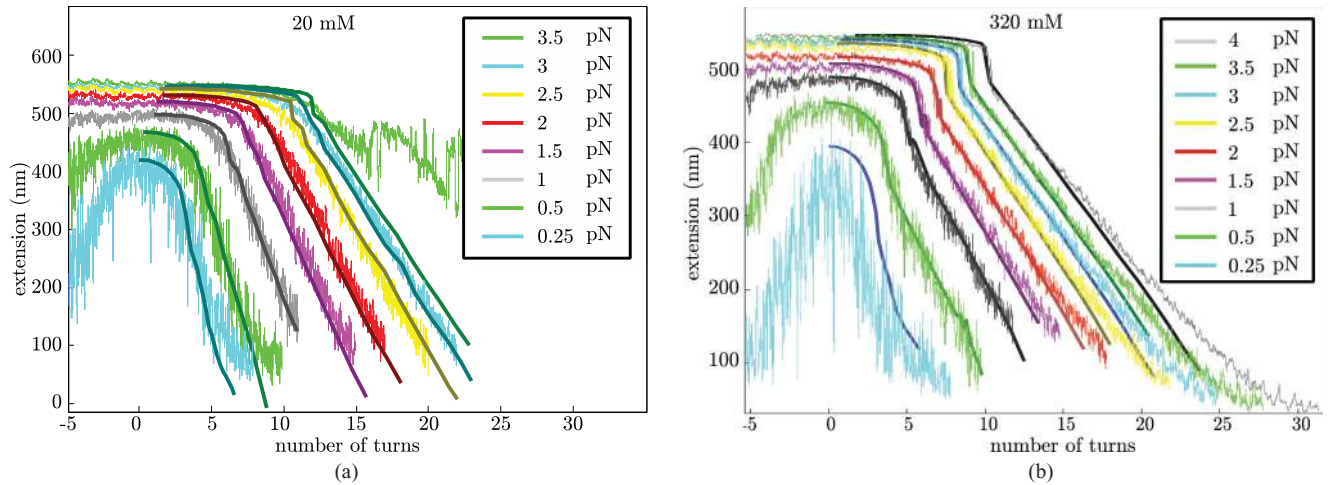 20 mM
600
500
400
300
200
100
0
-5
0
5
10
15
20
25
30
extension (nm)
number of turns
3.5 pN
3 pN
2.5 pN
2 pN
1.5 pN
1 pN
0.5 pN
0.25 pN
(a)
320 mM
500
400
300
200
100
-5
0
5
10
15
20
25
30
extension (nm)
number of turns
4 pN
3.5 pN
3 pN
2.5 pN
2 pN
1.5 pN
1 pN
0.5 pN
0.25 pN
(b)